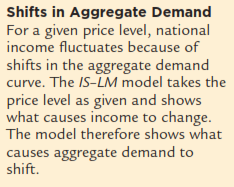 Shifts in Aggregate Demand
For a given price level, national
income fluctuates because of
shifts in the aggregate demand
curve. The IS–LM model takes the
price level as given and shows
what causes income to change.
The model therefore shows what
causes aggregate demand to
shift.